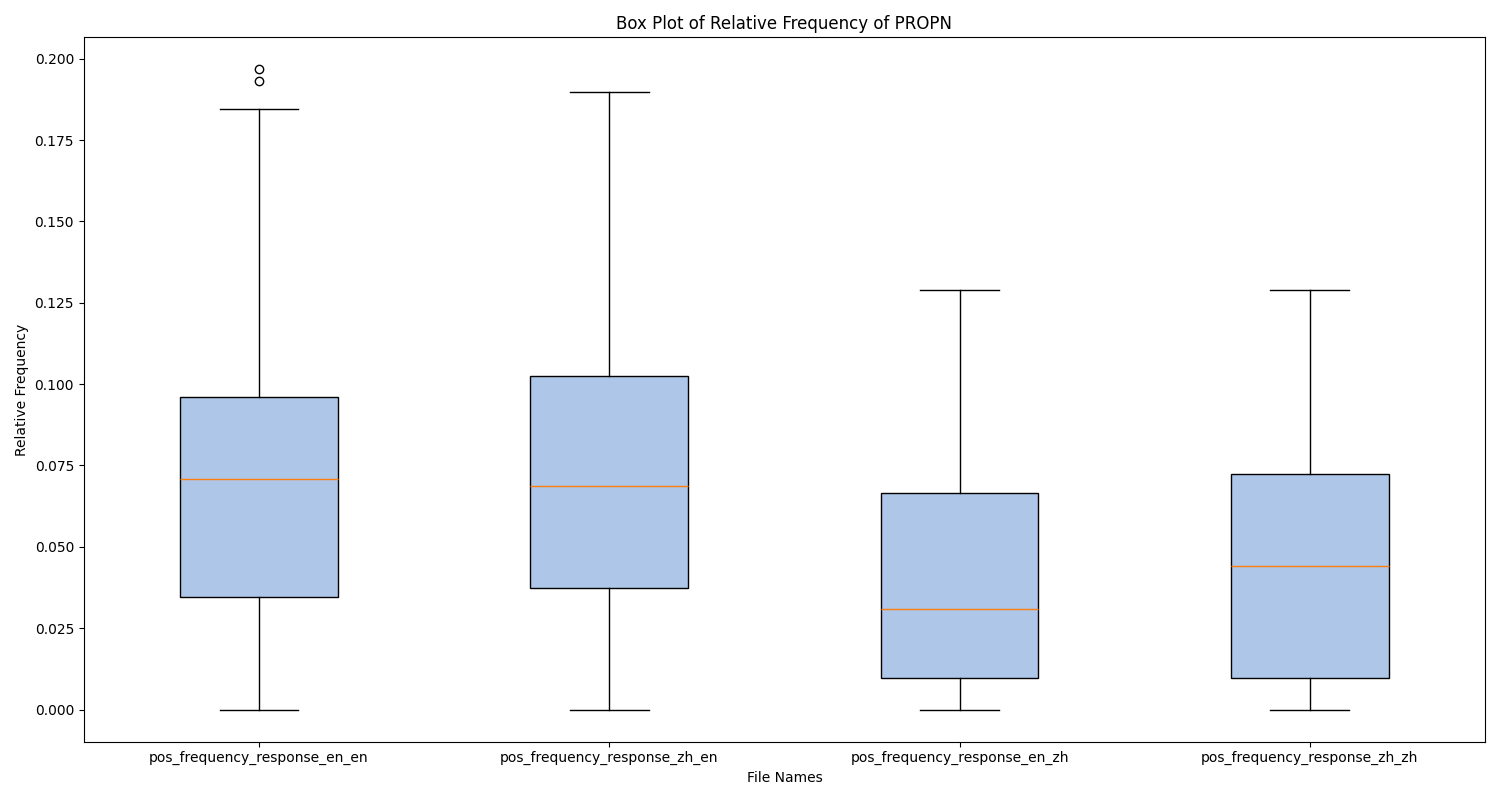 Box Plot of Relative Frequency of PROPN
0.200
0.175
0.150
0.125
0.100
0.075
0.050
0.025
0.000
Relative Frequency
pos_frequency_response_en_en
pos_frequency_response_zh_en
pos_frequency_response_en_zh
pos_frequency_response_zh_zh
File Names